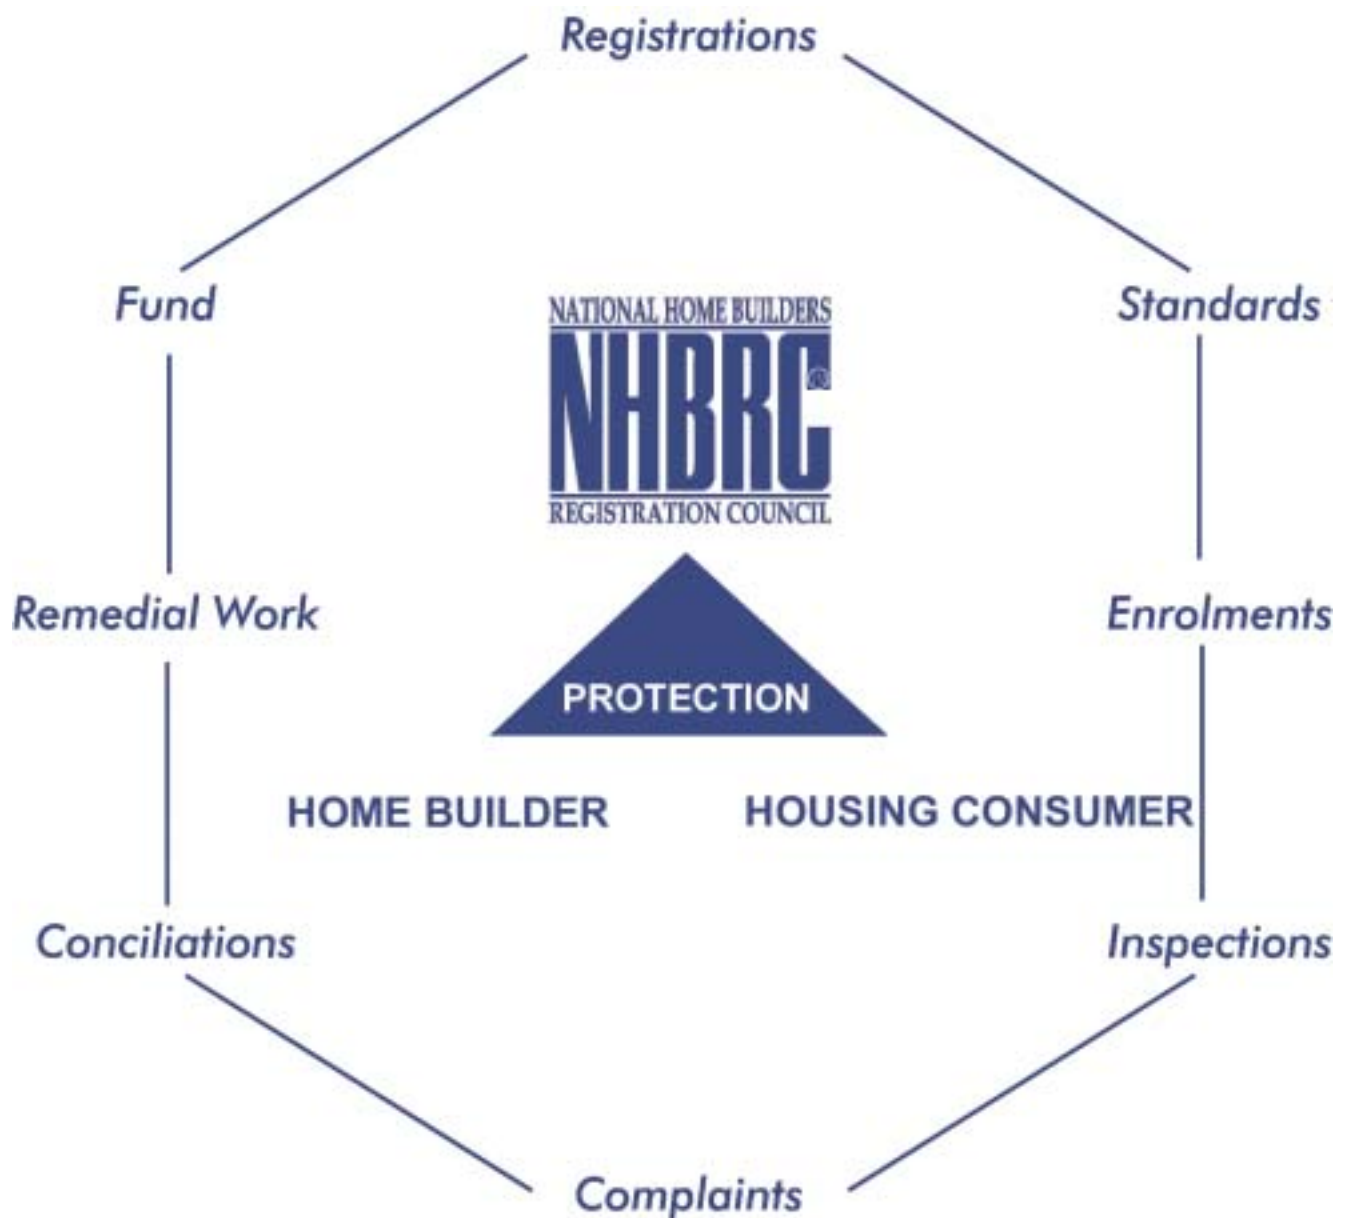 Registrations
Fund
Standards
NATIONAL HOME BUILDERS
NHBRC®
REGISTRATION COUNCIL
Remedial Work
Enrolments
PROTECTION
HOME BUILDER
HOUSING CONSUMER
Conciliations
Inspections
Complaints